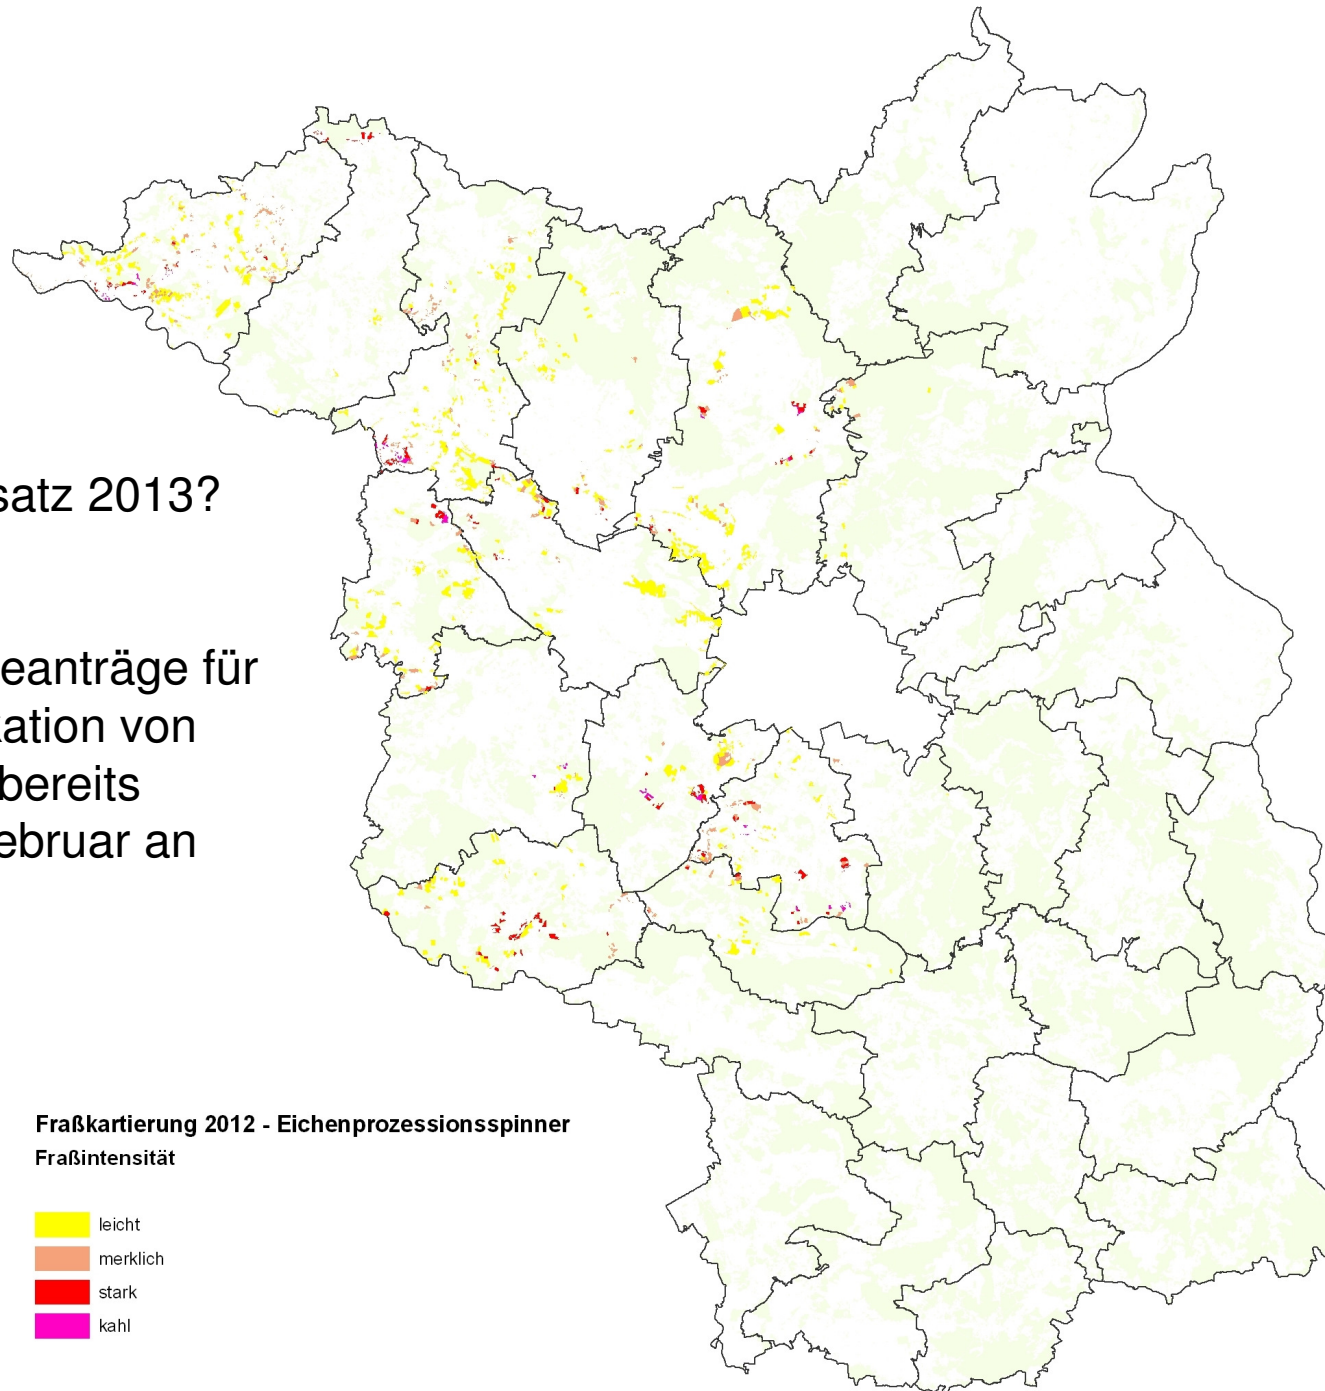 satz 2013?
eanträge für
ation von
bereits
ebruar an
Fraßkartierung 2012 - Eichenprozessionsspinner
Fraßintensität
leicht
merklich
stark
kahl